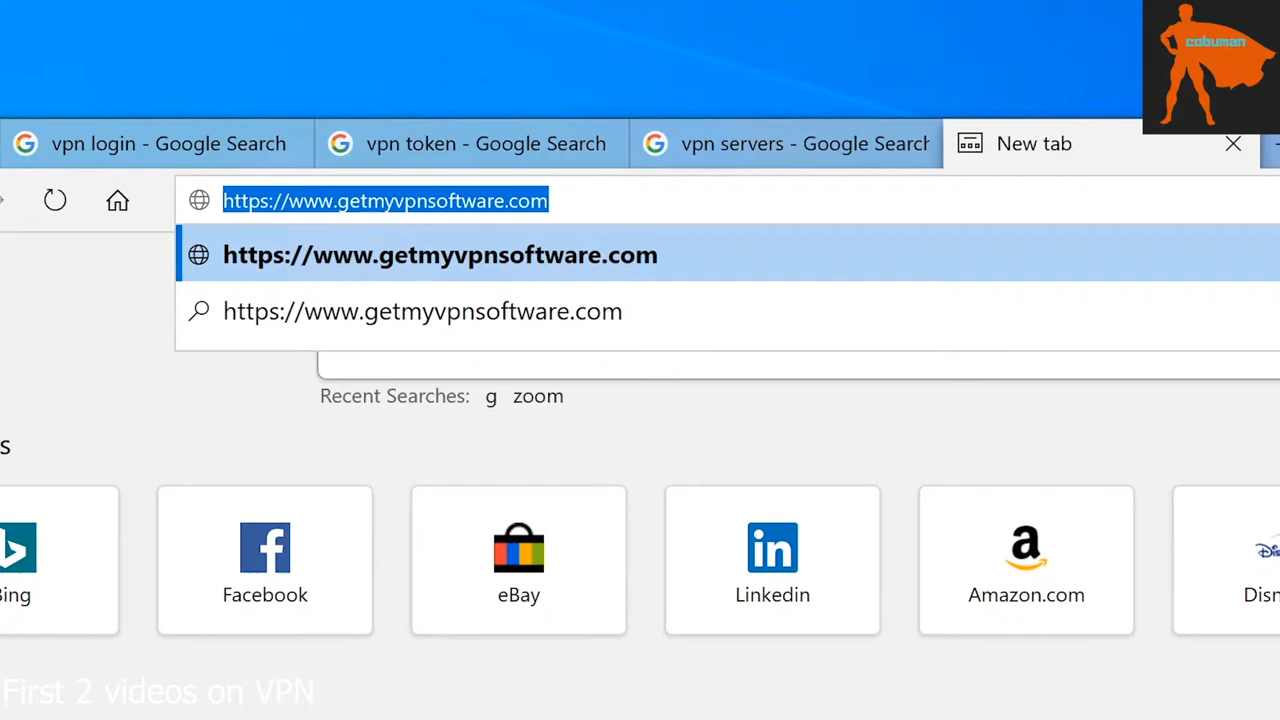 cobuman
vpn login - Google Search
vpn token - Google Search
vpn servers - Google Search
New tab
https://www.getmyvpnsoftware.com
https://www.getmyvpnsoftware.com
https://www.getmyvpnsoftware.com
Recent Searches: g zoom
s
Bing
Facebook
eBay
Linkedin
Amazon.com
Disn
First 2 videos on VPN